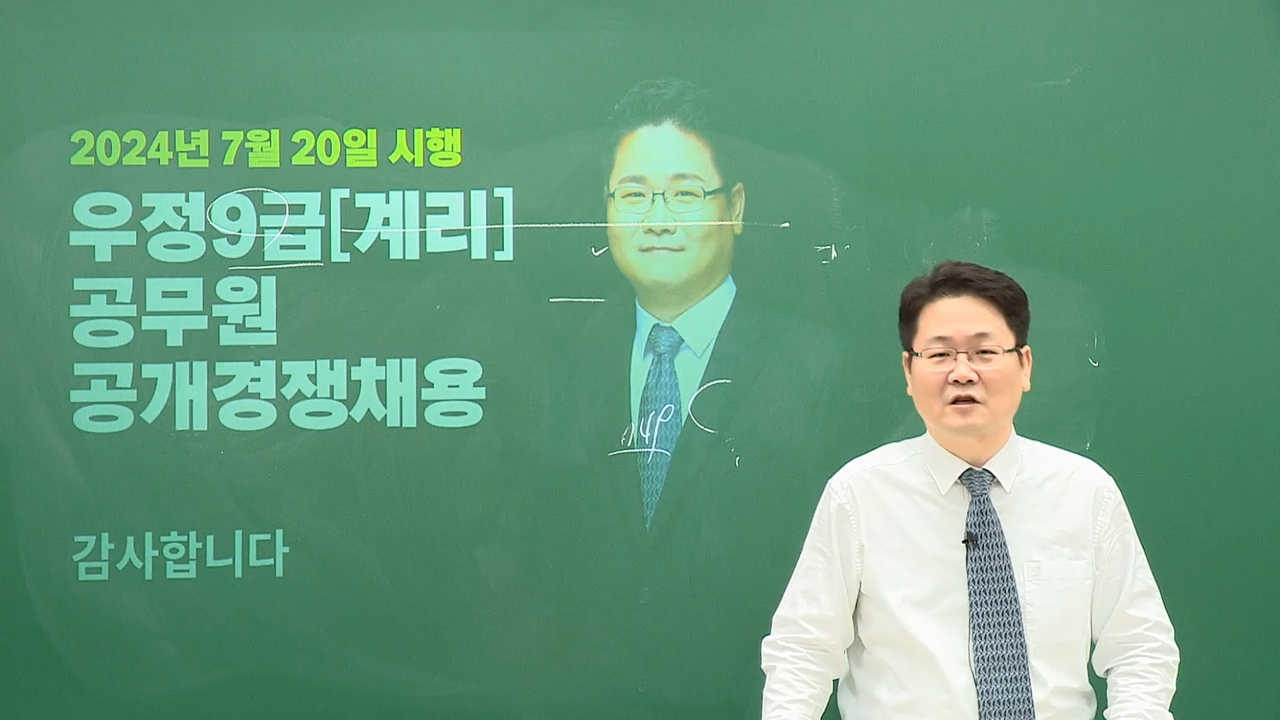 2024년 7월 20일 시행
우정9급[계리]
공무원
공개경쟁채용
감사합니다